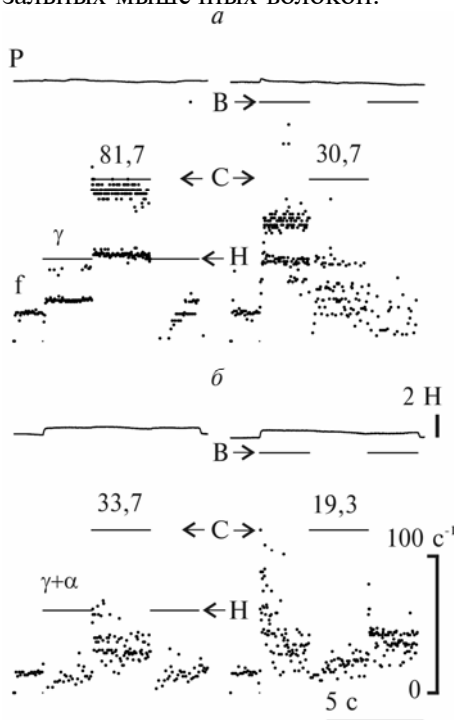 зальных мышечных волокон.
а
P
В
81,7
30,7
С
γ
Н
f
б
2 Н
В
33,7
19,3
С
100 с⁻¹
γ+α
Н
0
5 с